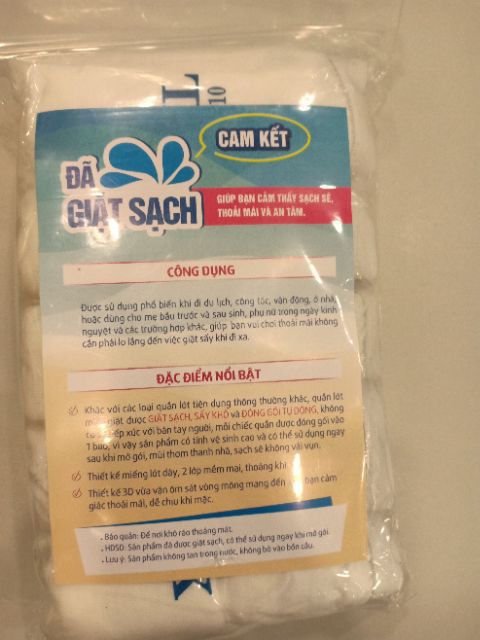 L
10
CAM KẾT
ĐÃ
GIẶT SẠCH
GIÚP BẠN CẢM THẤY SẠCH SẼ,
THOẢI MÁI VÀ AN TÂM.
CÔNG DỤNG
Được sử dụng phổ biến khi đi du lịch, công tác, vận động, ở nhà,
hoặc dùng cho mẹ bầu trước và sau sinh, phụ nữ trong ngày kinh
nguyệt và các trường hợp khác, giúp bạn vui chơi thoải mái không
cần phải lo lắng đến việc giặt sấy khi đi xa.
ĐẶC ĐIỂM NỔI BẬT
Khác với các loại quần lót tiện dụng thông thường khác, quần lót
giặt được GIẶT SẠCH, SẤY KHÔ và ĐÓNG GÓI TỰ ĐỘNG, không
có tiếp xúc với bàn tay người, mỗi chiếc quần được đóng gói vào
1 bao, vì vậy sản phẩm có tính vệ sinh cao và có thể sử dụng ngay
sau khi mở gói, mùi thơm thanh nhã, sạch sẽ không vải vụn.
Thiết kế miếng lót dày, 2 lớp mềm mại, thoáng khí
Thiết kế 3D vừa vặn ôm sát vòng mông mang đến bạn cảm
giác thoải mái, dễ chịu khi mặc.
. Bảo quản: Để nơi khô ráo thoáng mát.
. HDSD: Sản phẩm đã được giặt sạch, có thể sử dụng ngay khi mở gói.
. Lưu ý: Sản phẩm không tan trong nước, không bỏ vào bồn cầu.